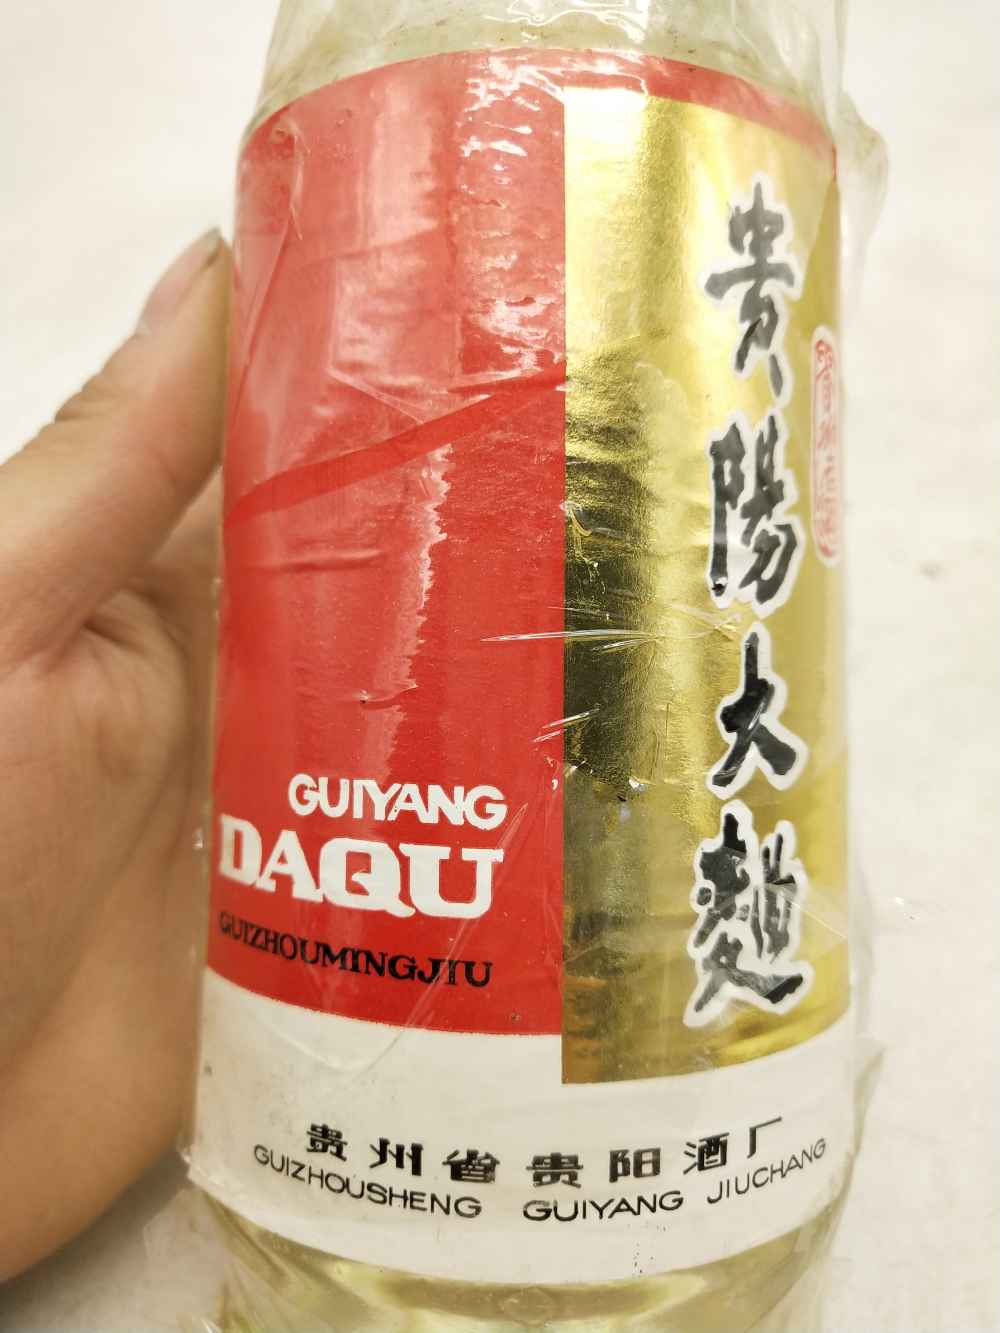 貴陽大麯
GUIYANG
DAQU
GUIZHOUMINGJIU
贵州省贵阳酒厂
GUIZHOUSHENG GUIYANG JIUCHANG